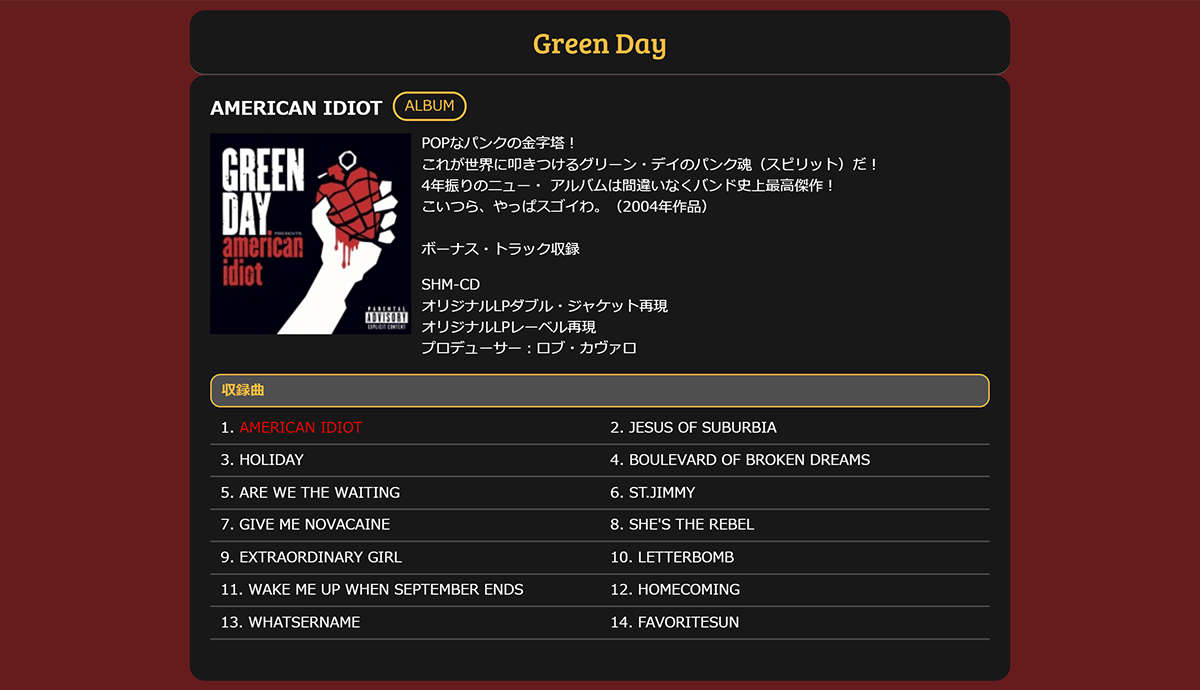 Green Day
AMERICAN IDIOT ALBUM
GREEN
DAY.
PRESENTS
american
idiot
PARENTAL
ADVISORY
EXPLICIT CONTENT
POPなパンクの金字塔！
これが世界に叩きつけるグリーン・デイのパンク魂（スピリット）だ！
4年振りのニュー・ アルバムは間違いなくバンド史上最高傑作！
こいつら、やっぱスゴイわ。（2004年作品）
ボーナス・トラック収録
SHM-CD
オリジナルLPダブル・ジャケット再現
オリジナルLPレーベル再現
プロデューサー：ロブ・カヴァロ
収録曲
1. AMERICAN IDIOT
2. JESUS OF SUBURBIA
3. HOLIDAY
4. BOULEVARD OF BROKEN DREAMS
5. ARE WE THE WAITING
6. ST.JIMMY
7. GIVE ME NOVACAINE
8. SHE'S THE REBEL
9. EXTRAORDINARY GIRL
10. LETTERBOMB
11. WAKE ME UP WHEN SEPTEMBER ENDS
12. HOMECOMING
13. WHATSERNAME
14. FAVORITESUN